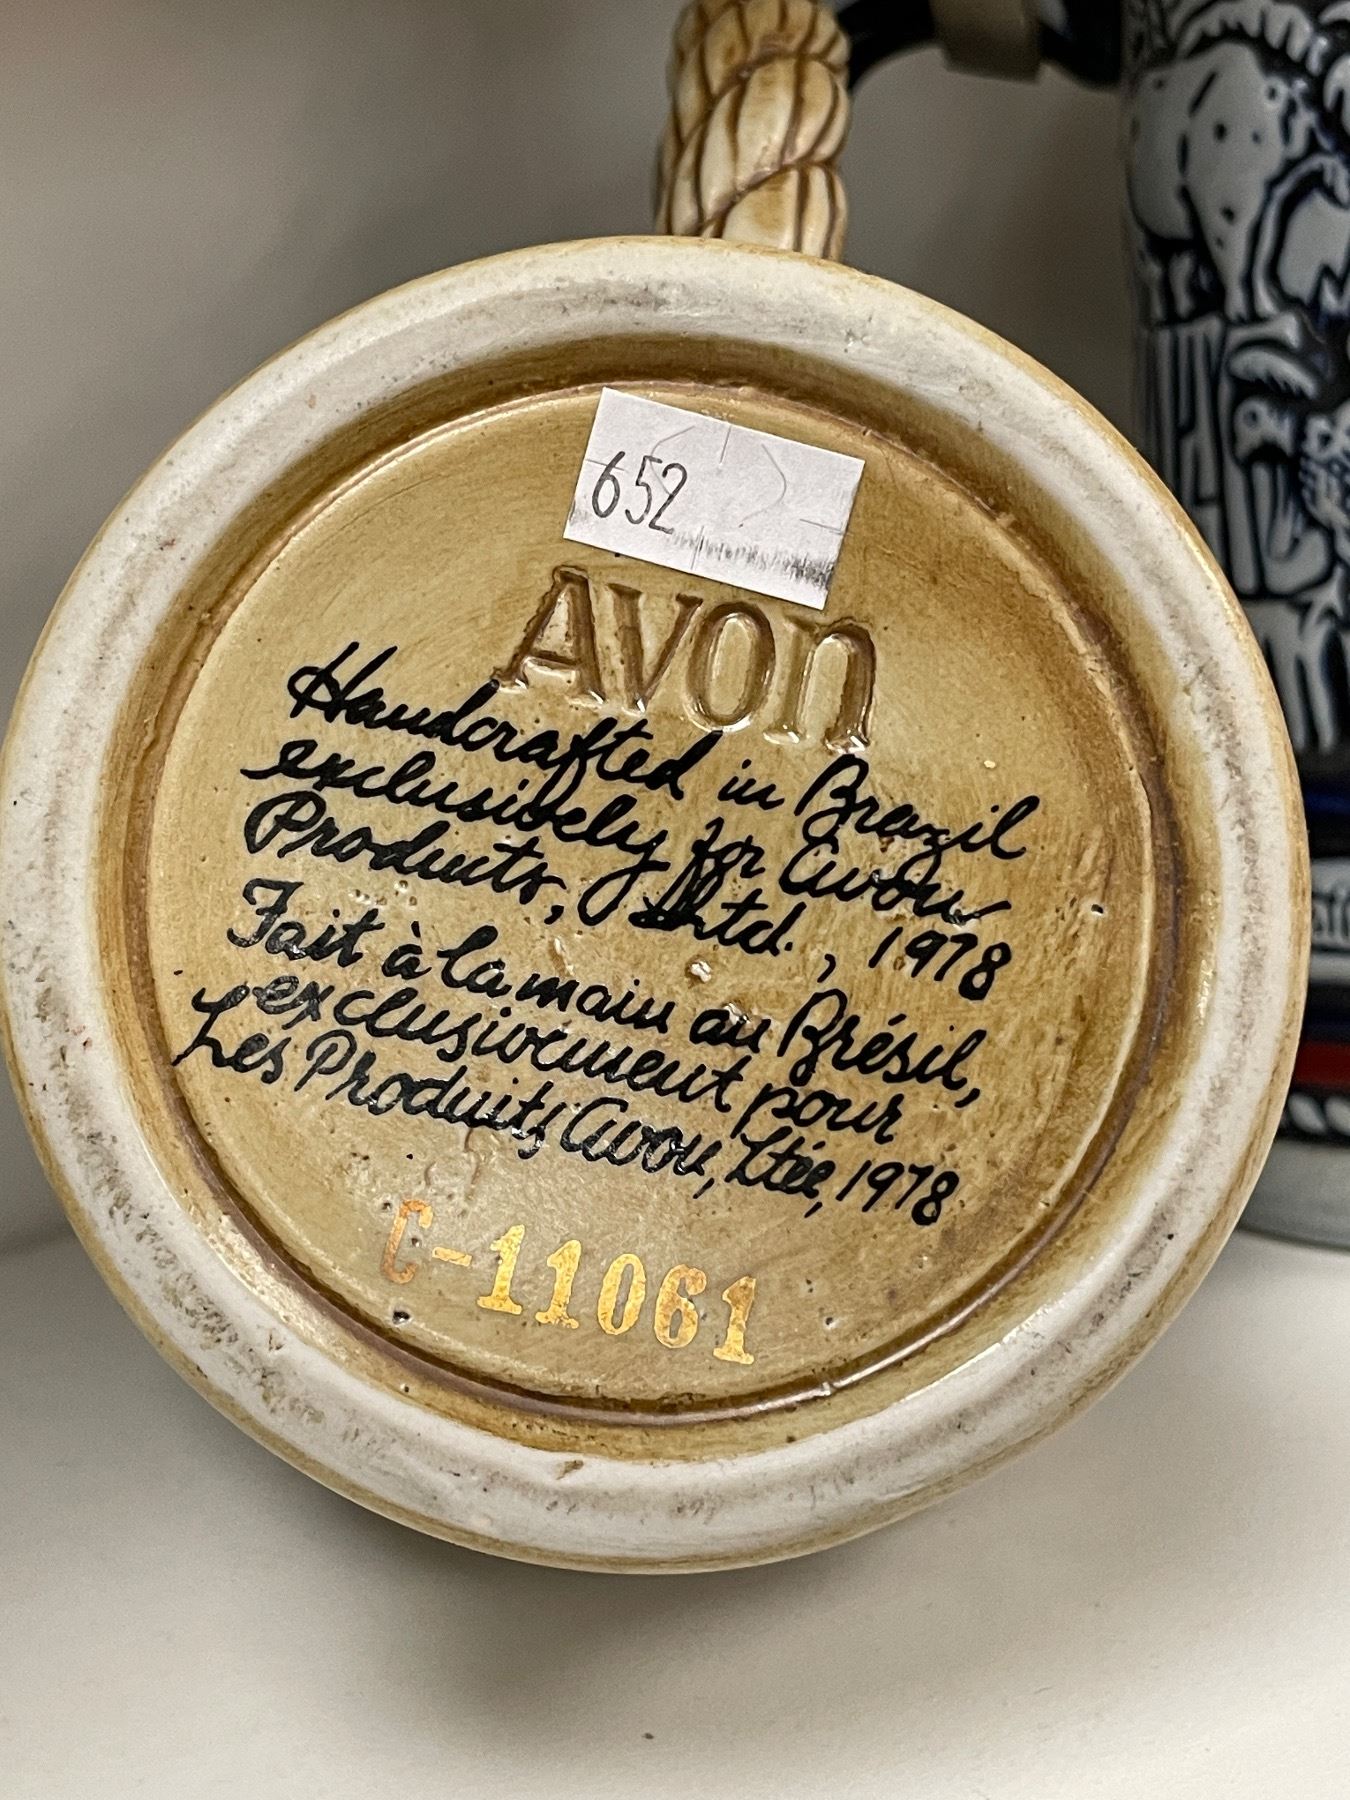 652
AVON
Handcrafted in Brazil
exclusively for Avon
Products, Ltd., 1978
Fait à la main au Brésil,
exclusivement pour
Les Produits Avon, Ltée, 1978
C-11061